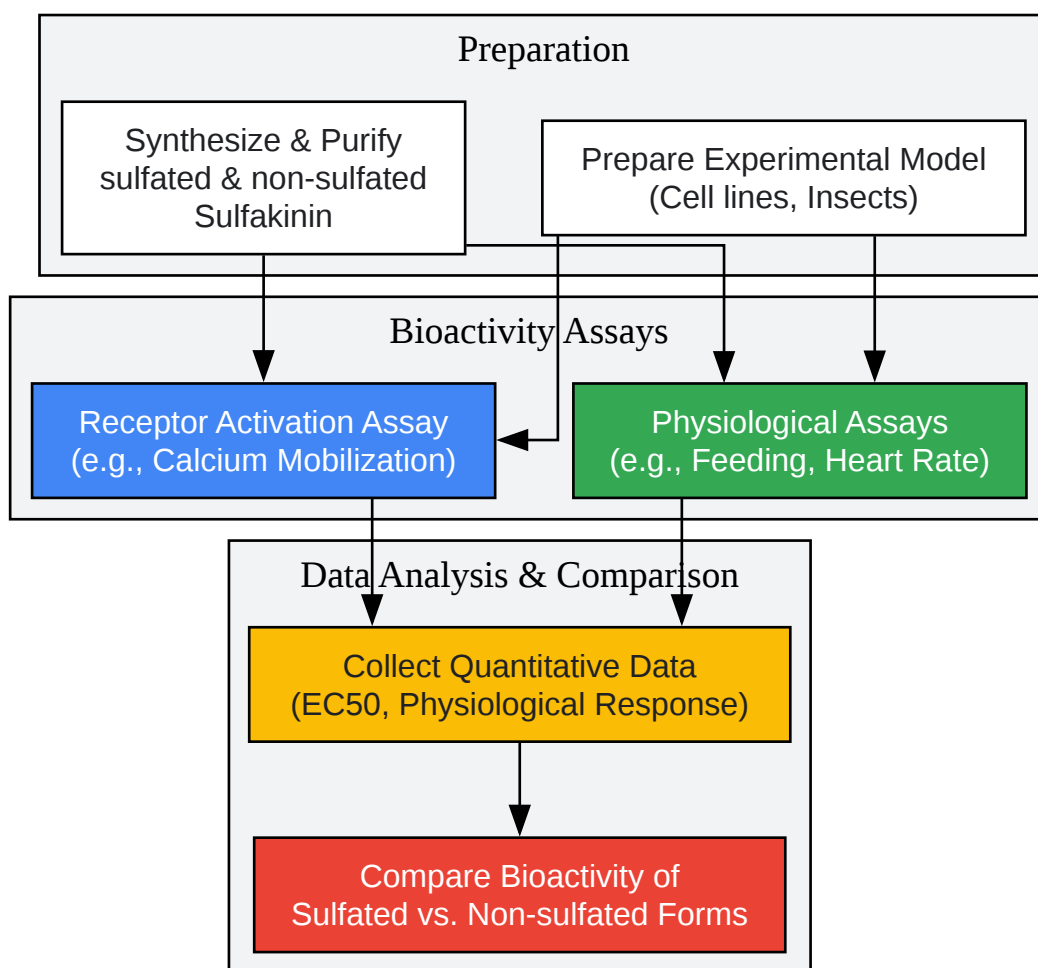 Preparation
Synthesize & Purify
sulfated & non-sulfated
Sulfakinin
Prepare Experimental Model
(Cell lines, Insects)
Bioactivity Assays
Receptor Activation Assay
(e.g., Calcium Mobilization)
Physiological Assays
(e.g., Feeding, Heart Rate)
Data Analysis & Comparison
Collect Quantitative Data
(EC50, Physiological Response)
Compare Bioactivity of
Sulfated vs. Non-sulfated Forms